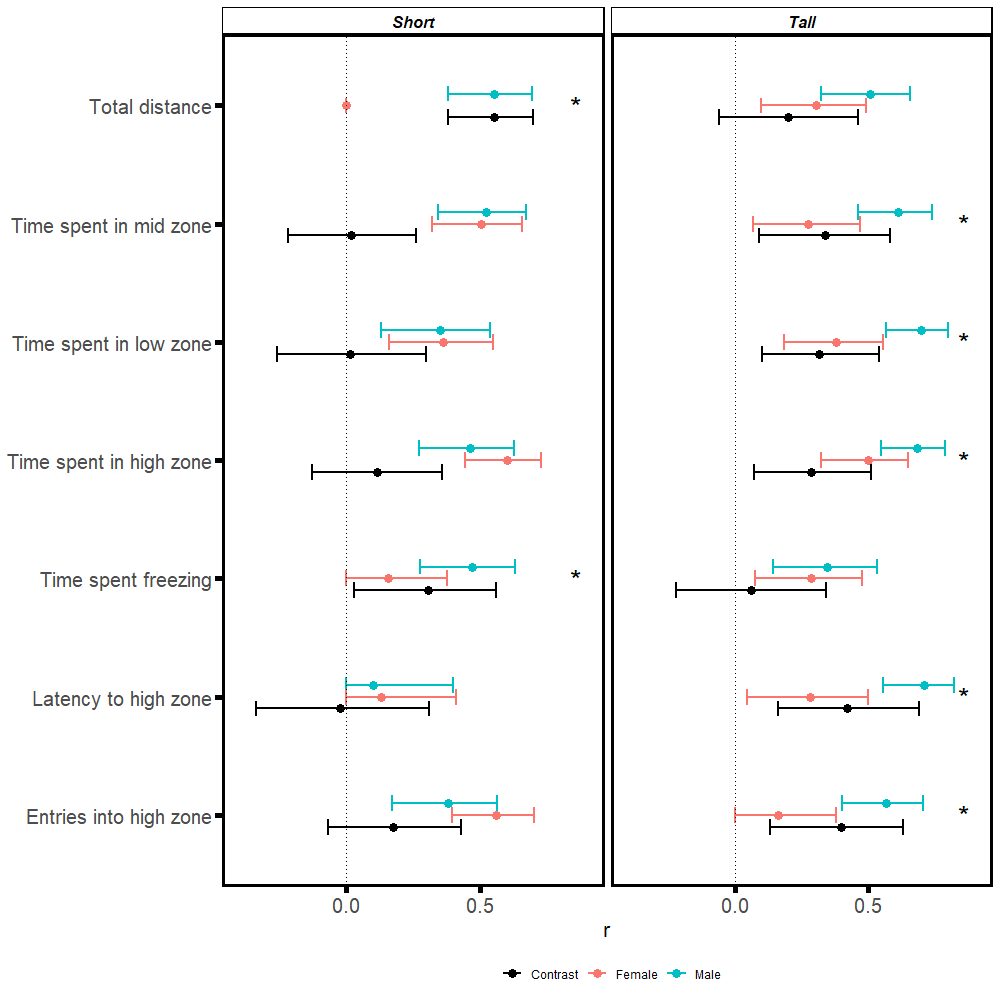 Short Tall
Total distance * 
Time spent in mid zone *
Time spent in low zone *
Time spent in high zone *
Time spent freezing *
Latency to high zone *
Entries into high zone *
0.0 0.5 0.0 0.5
r
Contrast Female Male